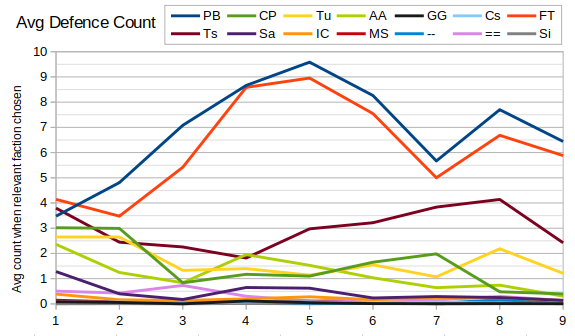 Avg Defence Count
PB CP Tu AA GG Cs FT
Ts Sa IC MS -- == Si
Avg count when relevant faction chosen
10
9
8
7
6
5
4
3
2
1
0
1 2 3 4 5 6 7 8 9